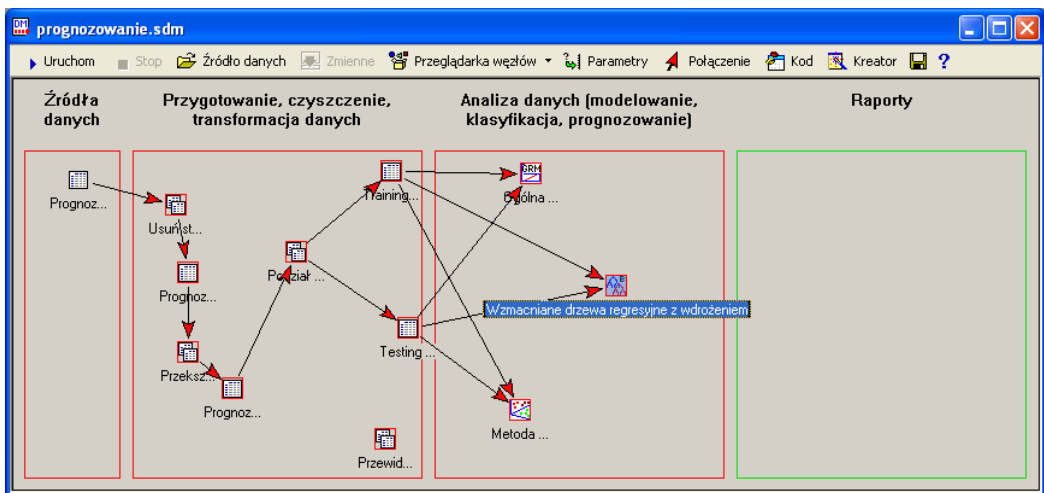 DM
prognozowanie.sdm
Uruchom Stop Źródło danych Zmienne Przeglądarka węzłów Parametry Połączenie Kod Kreator ?
Źródła
danych
Przygotowanie, czyszczenie,
transformacja danych
Analiza danych (modelowanie,
klasyfikacja, prognozowanie)
Raporty
Prognoz...
Usuń st...
Prognoz...
Przeksz...
Prognoz...
Podział ...
Training...
Testing ...
Przewid...
GRM
Ogólna ...
Wzmacniane drzewa regresyjne z wdrożeniem
Metoda ...